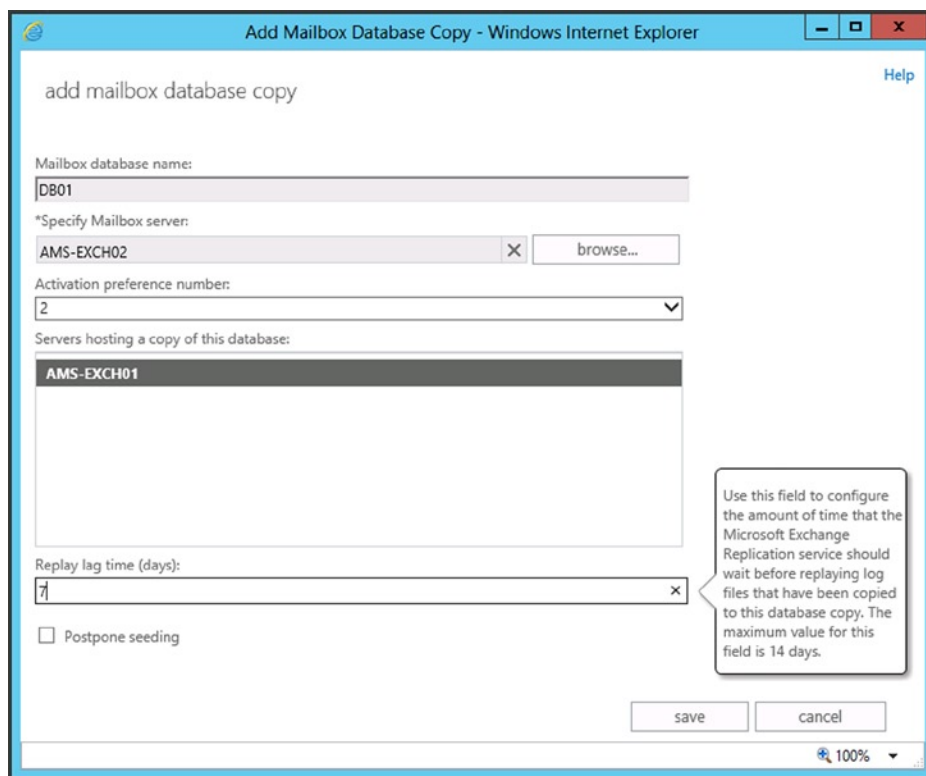 Add Mailbox Database Copy - Windows Internet Explorer
Help
add mailbox database copy
Mailbox database name:
DB01
*Specify Mailbox server:
AMS-EXCH02
browse...
Activation preference number:
2
Servers hosting a copy of this database:
AMS-EXCH01
Replay lag time (days):
7
Use this field to configure
the amount of time that the
Microsoft Exchange
Replication service should
wait before replaying log
files that have been copied
to this database copy. The
maximum value for this
field is 14 days.
Postpone seeding
save
cancel
100%